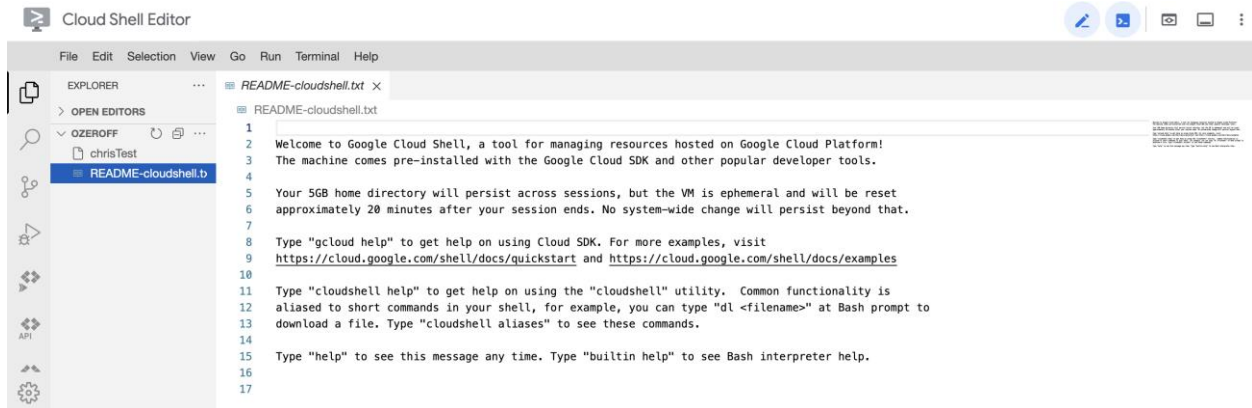 Cloud Shell Editor
File Edit Selection View Go Run Terminal Help
EXPLORER ...
README-cloudshell.txt ×
OPEN EDITORS
README-cloudshell.txt
OZEROFF ...
chrisTest
README-cloudshell.tx
API
1
2 Welcome to Google Cloud Shell, a tool for managing resources hosted on Google Cloud Platform!
3 The machine comes pre-installed with the Google Cloud SDK and other popular developer tools.
4
5 Your 5GB home directory will persist across sessions, but the VM is ephemeral and will be reset
6 approximately 20 minutes after your session ends. No system-wide change will persist beyond that.
7
8 Type "gcloud help" to get help on using Cloud SDK. For more examples, visit
9 https://cloud.google.com/shell/docs/quickstart and https://cloud.google.com/shell/docs/examples
10
11 Type "cloudshell help" to get help on using the "cloudshell" utility.  Common functionality is
12 aliased to short commands in your shell, for example, you can type "dl <filename>" at Bash prompt to
13 download a file. Type "cloudshell aliases" to see these commands.
14
15 Type "help" to see this message any time. Type "builtin help" to see Bash interpreter help.
16
17